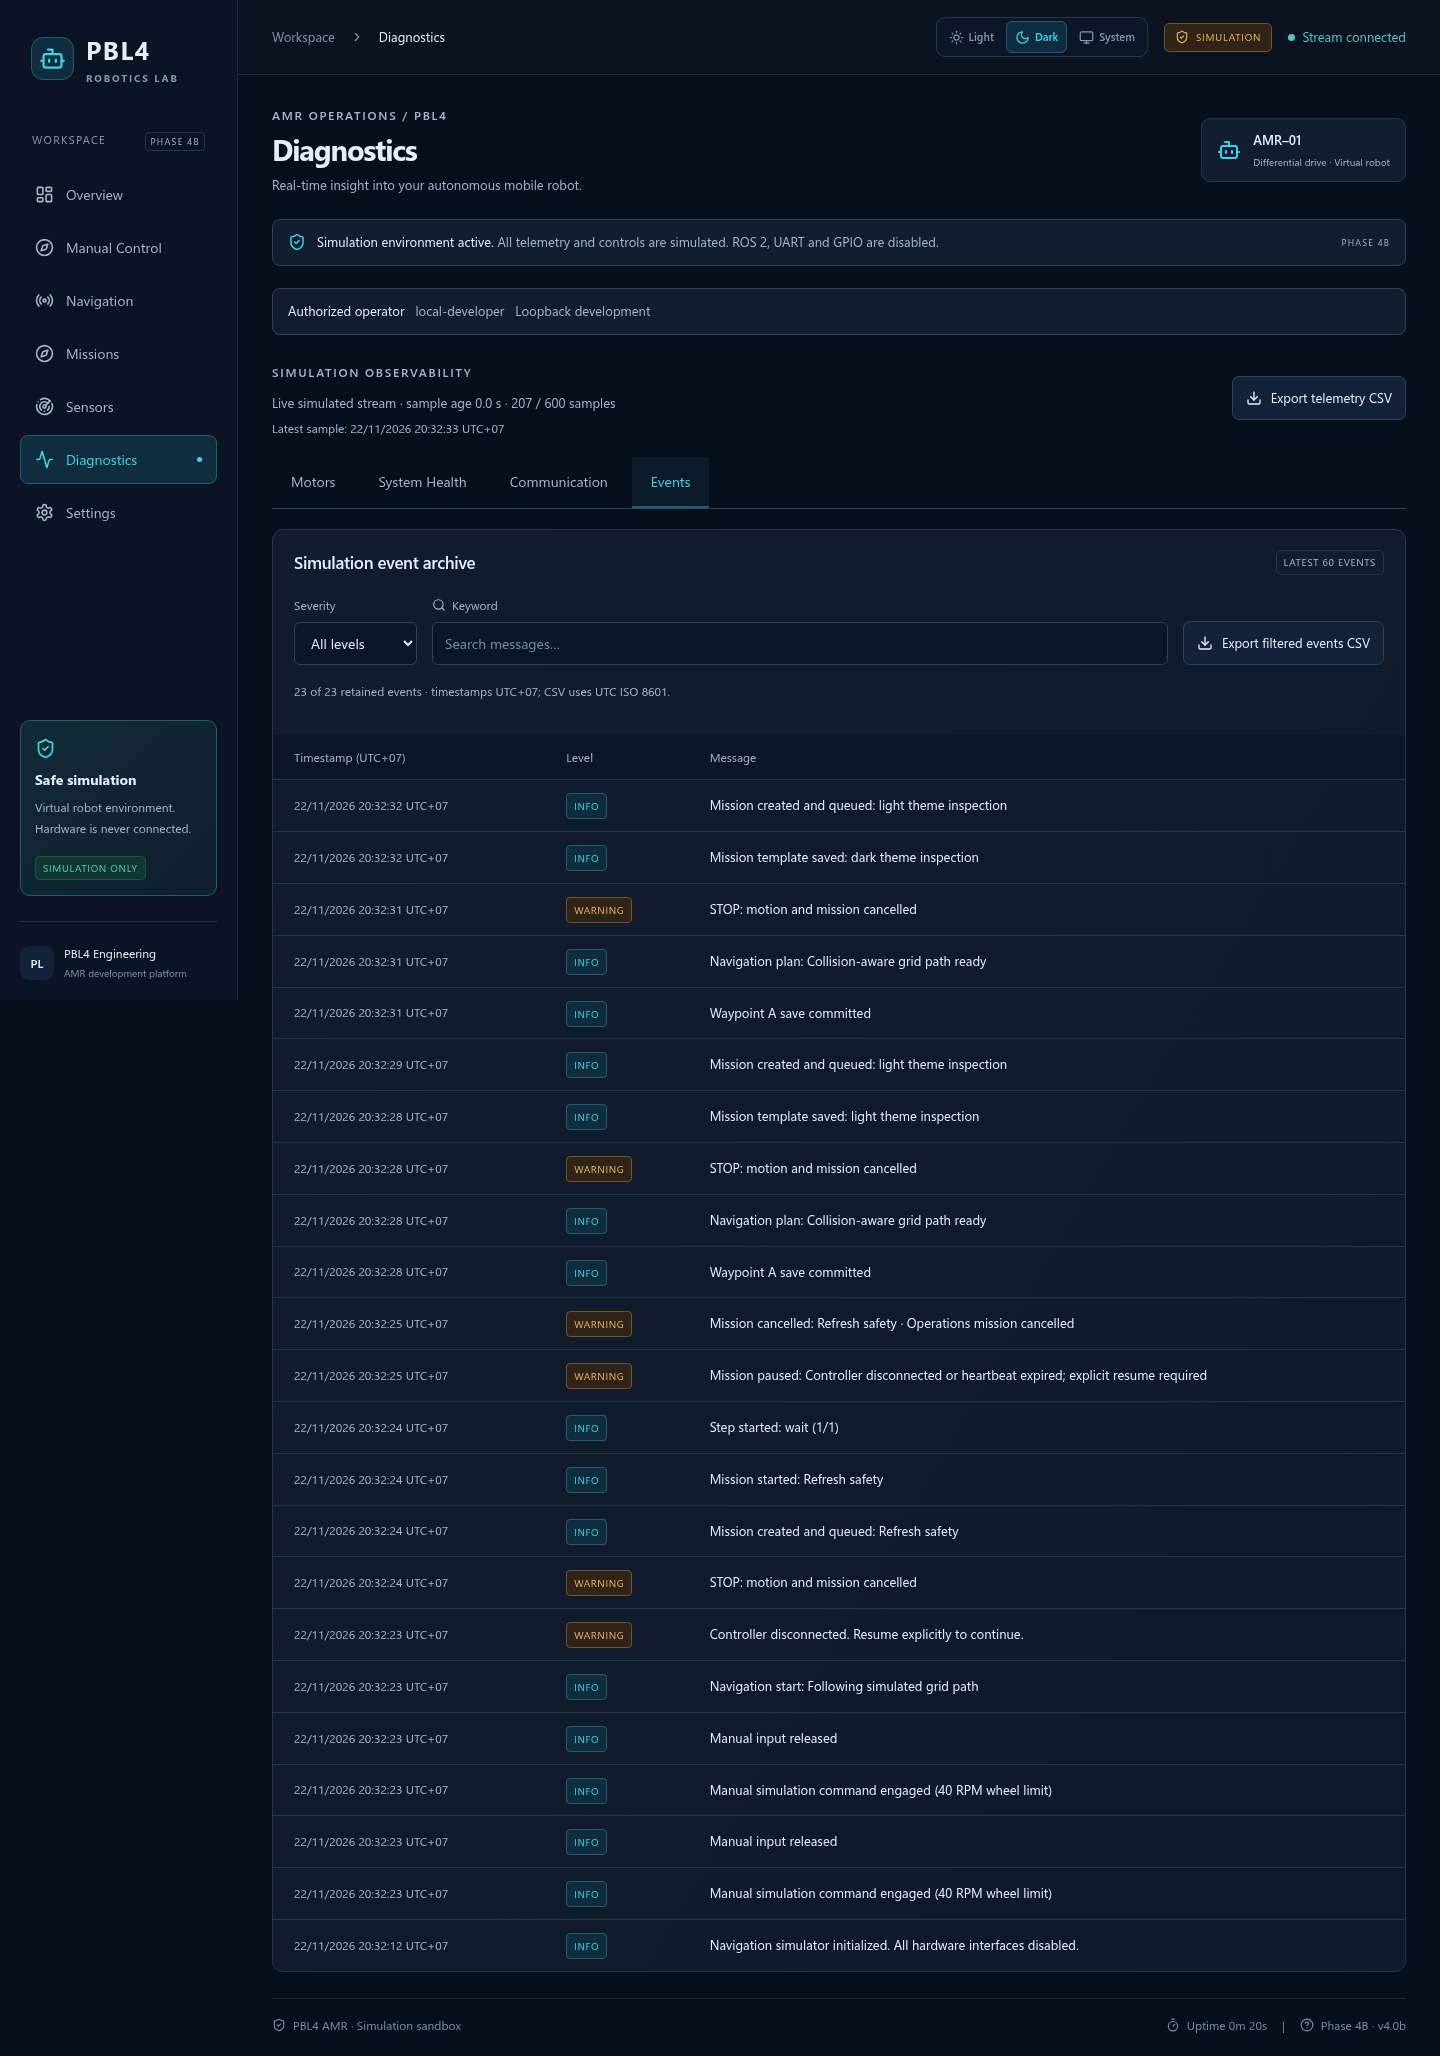 PBL4
ROBOTICS LAB
WORKSPACE
PHASE 4B
Overview
Manual Control
Navigation
Missions
Sensors
Diagnostics
Settings
Safe simulation
Virtual robot environment.
Hardware is never connected.
SIMULATION ONLY
PL
PBL4 Engineering
AMR development platform
Workspace > Diagnostics
Light
Dark
System
SIMULATION
Stream connected
AMR OPERATIONS / PBL4
Diagnostics
Real-time insight into your autonomous mobile robot.
AMR–01
Differential drive · Virtual robot
Simulation environment active. All telemetry and controls are simulated. ROS 2, UART and GPIO are disabled.
PHASE 4B
Authorized operator local-developer Loopback development
SIMULATION OBSERVABILITY
Live simulated stream · sample age 0.0 s · 207 / 600 samples
Latest sample: 22/11/2026 20:32:33 UTC+07
Export telemetry CSV
Motors
System Health
Communication
Events
Simulation event archive
LATEST 60 EVENTS
Severity
Keyword
All levels
Search messages...
Export filtered events CSV
23 of 23 retained events · timestamps UTC+07; CSV uses UTC ISO 8601.
Timestamp (UTC+07) Level Message
22/11/2026 20:32:32 UTC+07 INFO Mission created and queued: light theme inspection
22/11/2026 20:32:32 UTC+07 INFO Mission template saved: dark theme inspection
22/11/2026 20:32:31 UTC+07 WARNING STOP: motion and mission cancelled
22/11/2026 20:32:31 UTC+07 INFO Navigation plan: Collision-aware grid path ready
22/11/2026 20:32:31 UTC+07 INFO Waypoint A save committed
22/11/2026 20:32:29 UTC+07 INFO Mission created and queued: light theme inspection
22/11/2026 20:32:28 UTC+07 INFO Mission template saved: light theme inspection
22/11/2026 20:32:28 UTC+07 WARNING STOP: motion and mission cancelled
22/11/2026 20:32:28 UTC+07 INFO Navigation plan: Collision-aware grid path ready
22/11/2026 20:32:28 UTC+07 INFO Waypoint A save committed
22/11/2026 20:32:25 UTC+07 WARNING Mission cancelled: Refresh safety · Operations mission cancelled
22/11/2026 20:32:25 UTC+07 WARNING Mission paused: Controller disconnected or heartbeat expired; explicit resume required
22/11/2026 20:32:24 UTC+07 INFO Step started: wait (1/1)
22/11/2026 20:32:24 UTC+07 INFO Mission started: Refresh safety
22/11/2026 20:32:24 UTC+07 INFO Mission created and queued: Refresh safety
22/11/2026 20:32:24 UTC+07 WARNING STOP: motion and mission cancelled
22/11/2026 20:32:23 UTC+07 WARNING Controller disconnected. Resume explicitly to continue.
22/11/2026 20:32:23 UTC+07 INFO Navigation start: Following simulated grid path
22/11/2026 20:32:23 UTC+07 INFO Manual input released
22/11/2026 20:32:23 UTC+07 INFO Manual simulation command engaged (40 RPM wheel limit)
22/11/2026 20:32:23 UTC+07 INFO Manual input released
22/11/2026 20:32:23 UTC+07 INFO Manual simulation command engaged (40 RPM wheel limit)
22/11/2026 20:32:12 UTC+07 INFO Navigation simulator initialized. All hardware interfaces disabled.
PBL4 AMR · Simulation sandbox
Uptime 0m 20s | Phase 4B · v4.0b